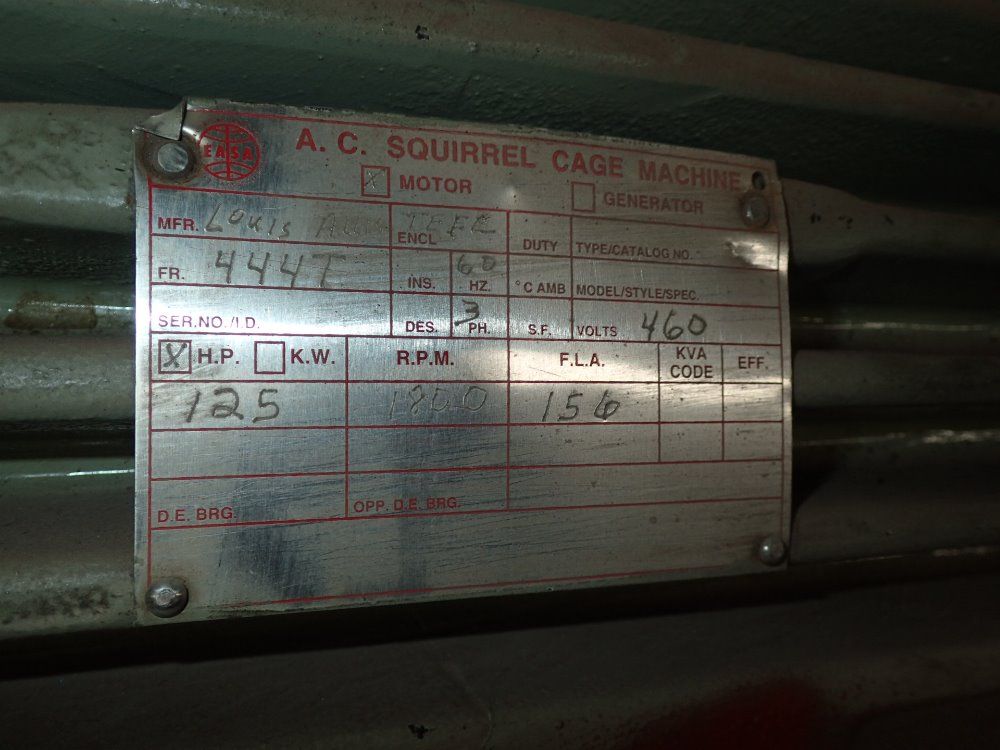 EASA
A. C. SQUIRREL CAGE MACHINE
X MOTOR GENERATOR
MFR. Louis ENCL TEFC DUTY TYPE/CATALOG NO.
FR. 444T INS. 60 HZ. °C AMB MODEL/STYLE/SPEC.
SER.NO./I.D. DES. 3 PH. S.F. VOLTS 460
X H.P. K.W. R.P.M. F.L.A. KVA CODE EFF.
125 1800 156
D.E. BRG. OPP. D.E. BRG.